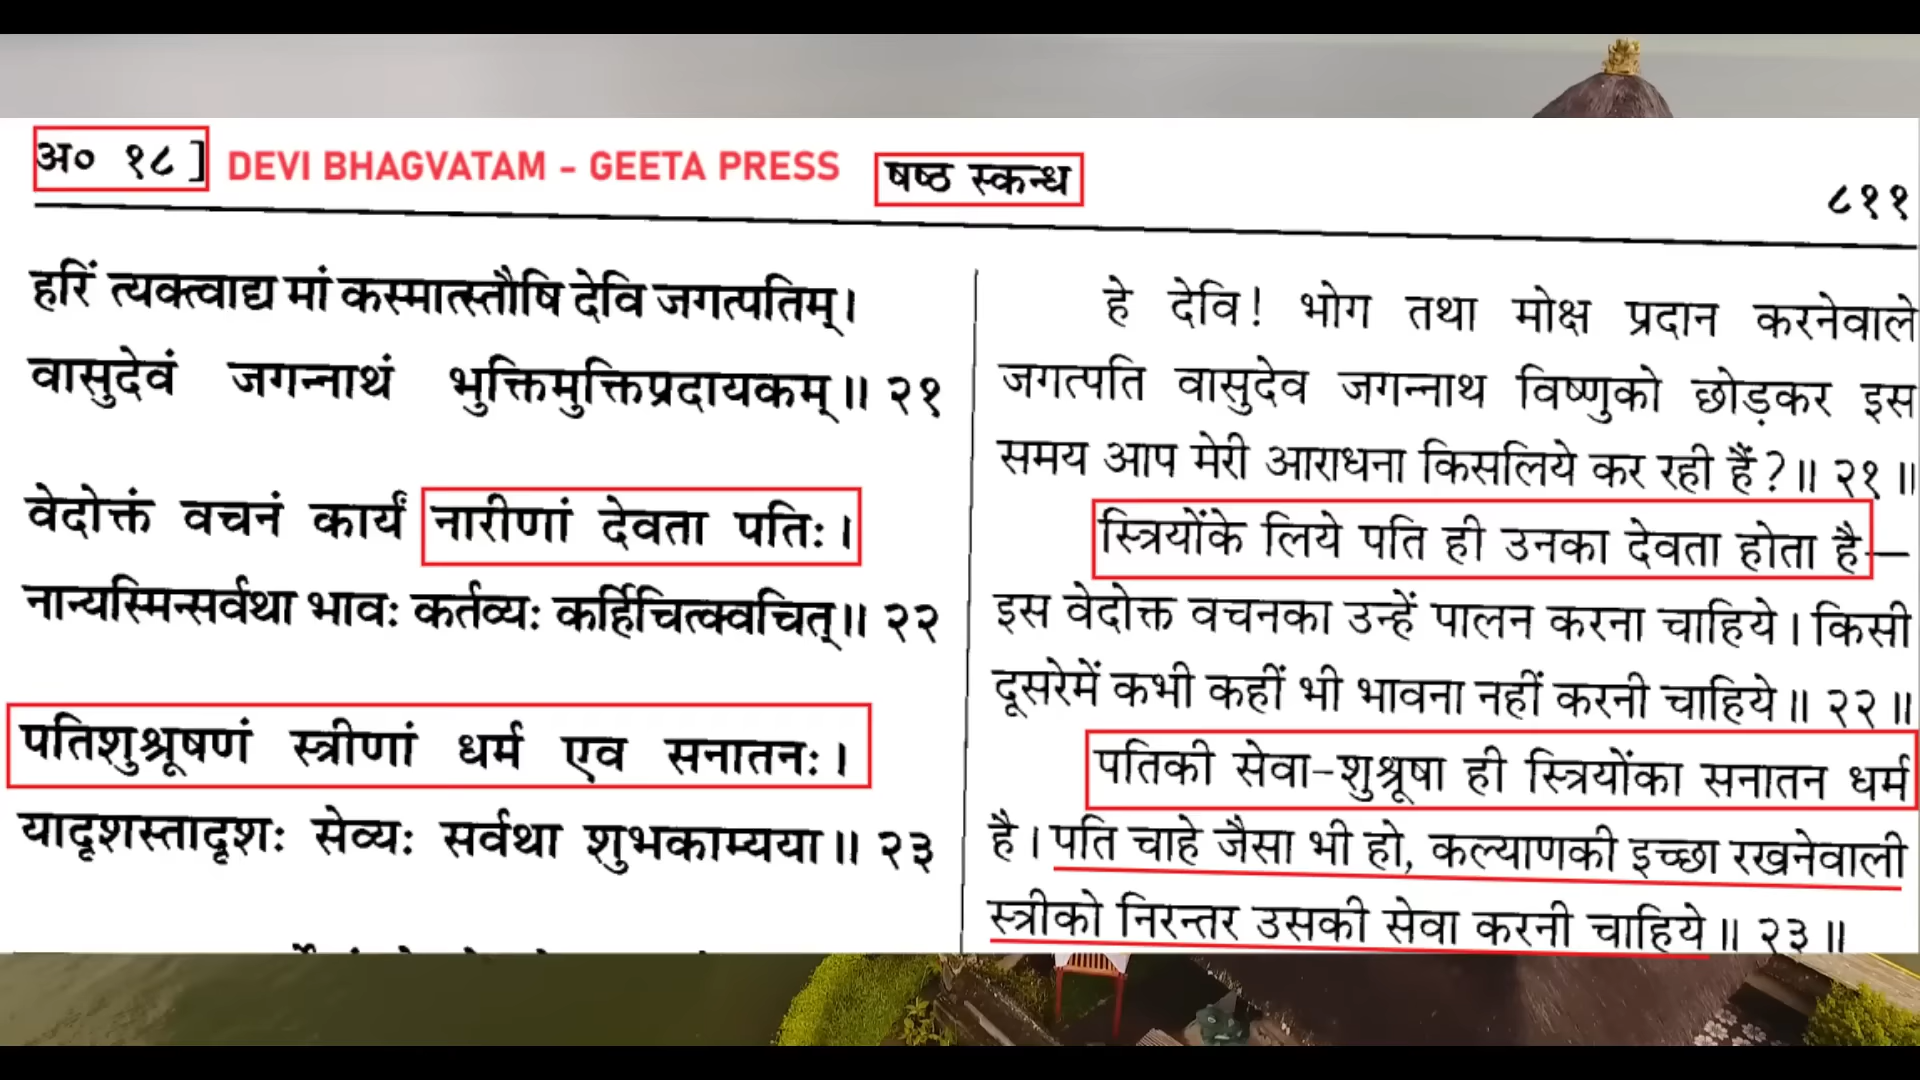 अ० १८ ] DEVI BHAGVATAM - GEETA PRESS षष्ठ स्कन्ध ८११
हरिं त्यक्त्वाद्य मां कस्मात्स्तौषि देवि जगत्पतिम्।
वासुदेवं जगन्नाथं भुक्तिमुक्तिप्रदायकम्॥ २१
वेदोक्तं वचनं कार्यं नारीणां देवता पतिः।
नान्यस्मिन्सर्वथा भावः कर्तव्यः कर्हिचित्क्वचित्॥ २२
पतिशुश्रूषणं स्त्रीणां धर्म एव सनातनः।
यादृशस्तादृशः सेव्यः सर्वथा शुभकाम्यया॥ २३
हे देवि! भोग तथा मोक्ष प्रदान करनेवाले
जगत्पति वासुदेव जगन्नाथ विष्णुको छोड़कर इस
समय आप मेरी आराधना किसलिये कर रही हैं?॥ २१॥
स्त्रियोंके लिये पति ही उनका देवता होता है—
इस वेदोक्त वचनका उन्हें पालन करना चाहिये। किसी
दूसरेमें कभी कहीं भी भावना नहीं करनी चाहिये॥ २२॥
पतिकी सेवा-शुश्रूषा ही स्त्रियोंका सनातन धर्म
है। पति चाहे जैसा भी हो, कल्याणकी इच्छा रखनेवाली
स्त्रीको निरन्तर उसकी सेवा करनी चाहिये॥ २३॥